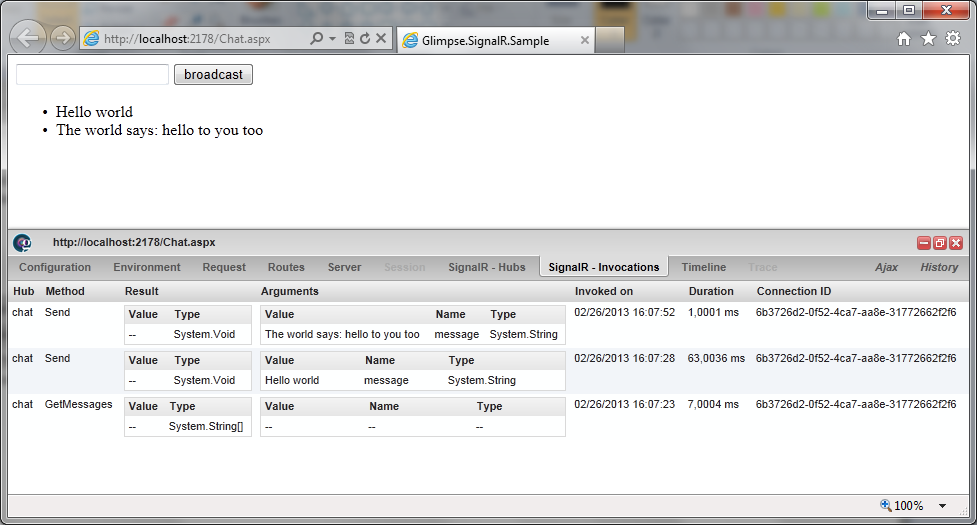 http://localhost:2178/Chat.aspx
Glimpse.SignalR.Sample
broadcast
• Hello world
• The world says: hello to you too
http://localhost:2178/Chat.aspx
Configuration Environment Request Routes Server Session SignalR - Hubs SignalR - Invocations Timeline Trace Ajax History
Hub Method Result Arguments Invoked on Duration Connection ID
Value Type Value Name Type
chat Send 02/26/2013 16:07:52 1,0001 ms 6b3726d2-0f52-4ca7-aa8e-31772662f2f6
-- System.Void The world says: hello to you too message System.String
Value Type Value Name Type
chat Send 02/26/2013 16:07:28 63,0036 ms 6b3726d2-0f52-4ca7-aa8e-31772662f2f6
-- System.Void Hello world message System.String
Value Type Value Name Type
chat GetMessages 02/26/2013 16:07:23 7,0004 ms 6b3726d2-0f52-4ca7-aa8e-31772662f2f6
-- System.String[] -- -- --
100%